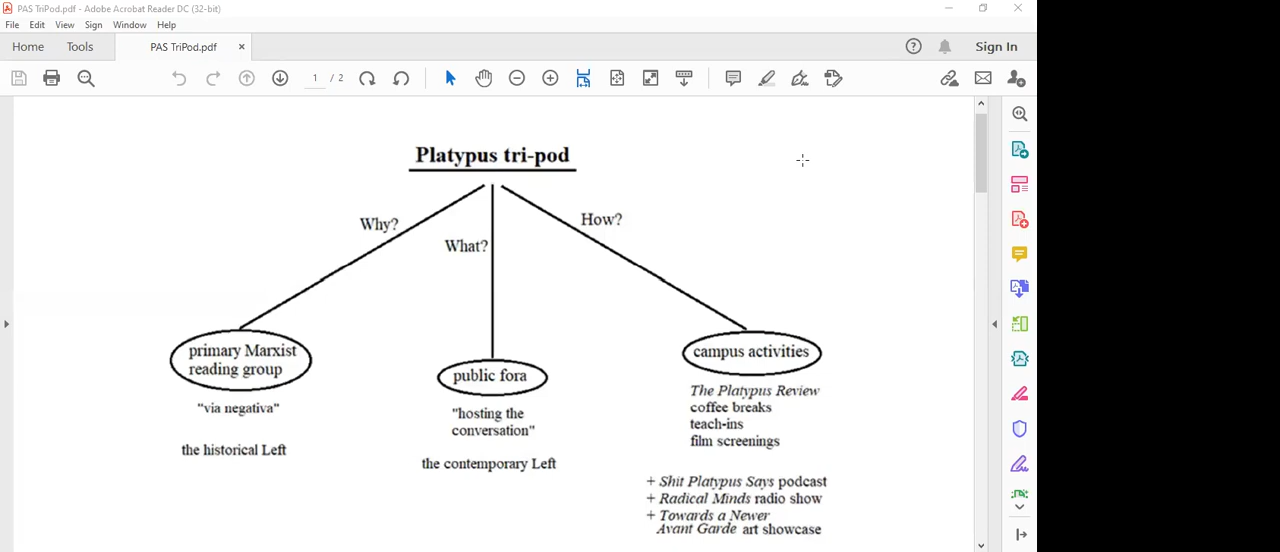 PAS TriPod.pdf - Adobe Acrobat Reader DC (32-bit)
File Edit View Sign Window Help
Home Tools PAS TriPod.pdf × Sign In
1 / 2
Platypus tri-pod
Why?
What?
How?
primary Marxist
reading group
"via negativa"
the historical Left
public fora
"hosting the
conversation"
the contemporary Left
campus activities
The Platypus Review
coffee breaks
teach-ins
film screenings
+ Shit Platypus Says podcast
+ Radical Minds radio show
+ Towards a Newer
Avant Garde art showcase